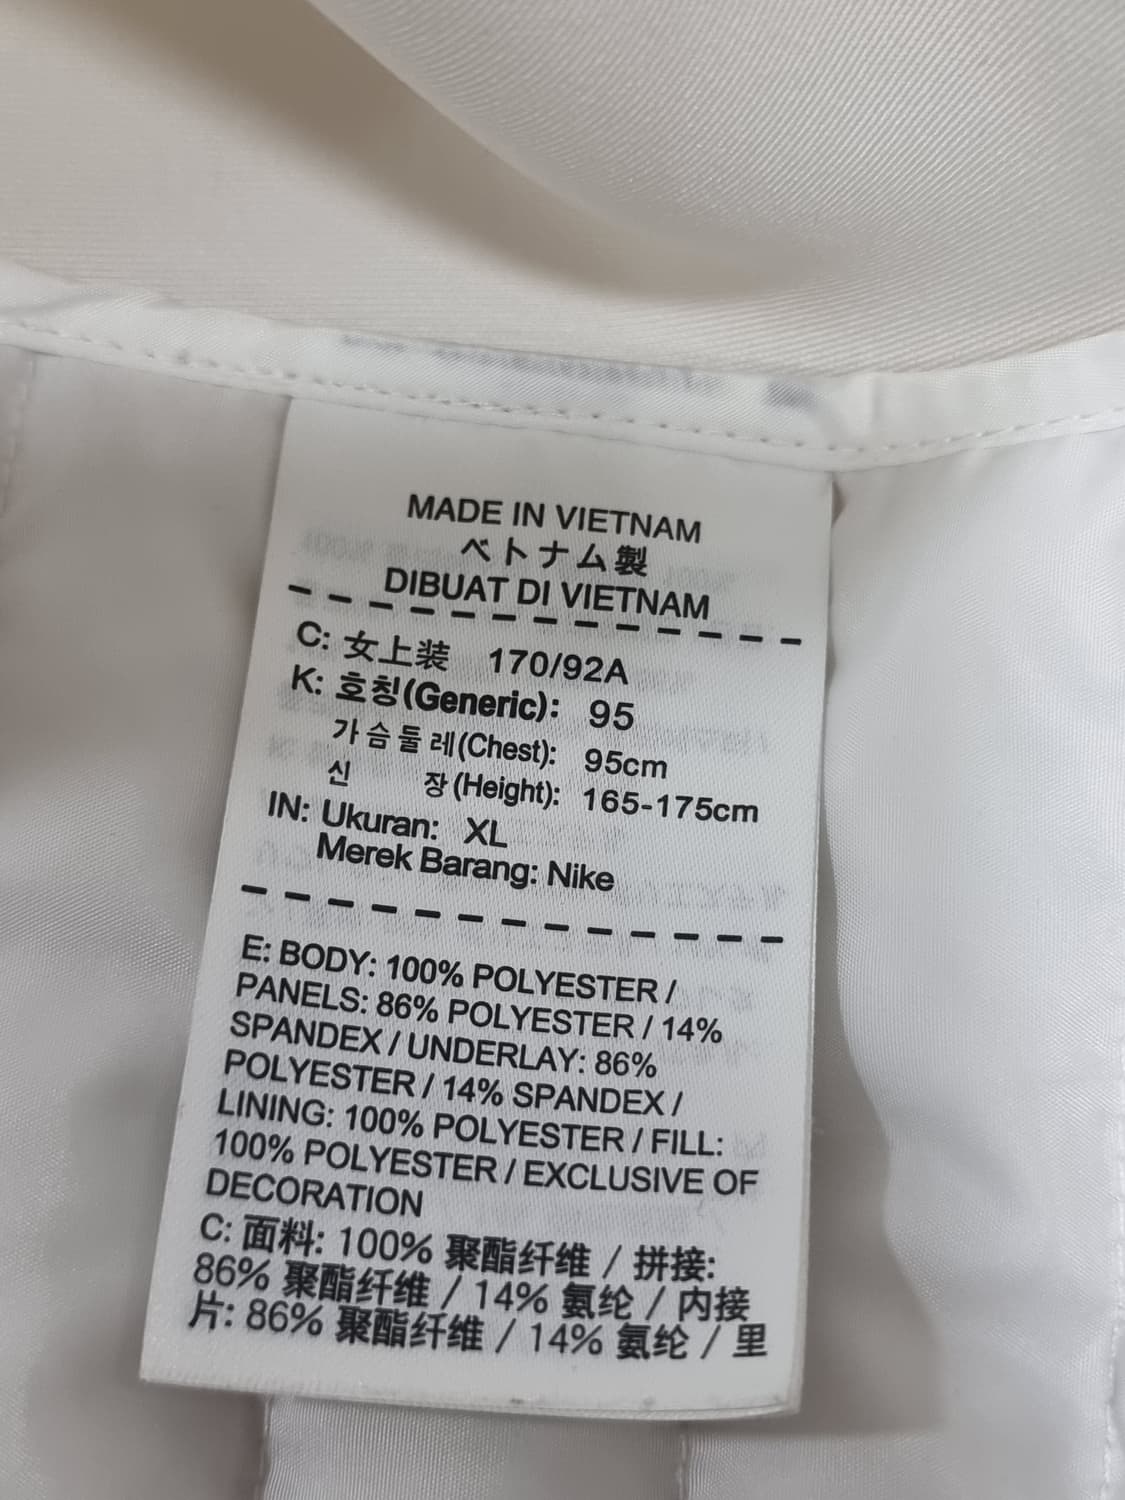 MADE IN VIETNAM
ベトナム製
DIBUAT DI VIETNAM
C: 女上装 170/92A
K: 호칭(Generic): 95
가슴둘레(Chest): 95cm
신 장(Height): 165-175cm
IN: Ukuran: XL
Merek Barang: Nike
E: BODY: 100% POLYESTER /
PANELS: 86% POLYESTER / 14%
SPANDEX / UNDERLAY: 86%
POLYESTER / 14% SPANDEX /
LINING: 100% POLYESTER / FILL:
100% POLYESTER / EXCLUSIVE OF
DECORATION
C: 面料: 100% 聚酯纤维 / 拼接:
86% 聚酯纤维 / 14% 氨纶 / 内接
片: 86% 聚酯纤维 / 14% 氨纶 / 里